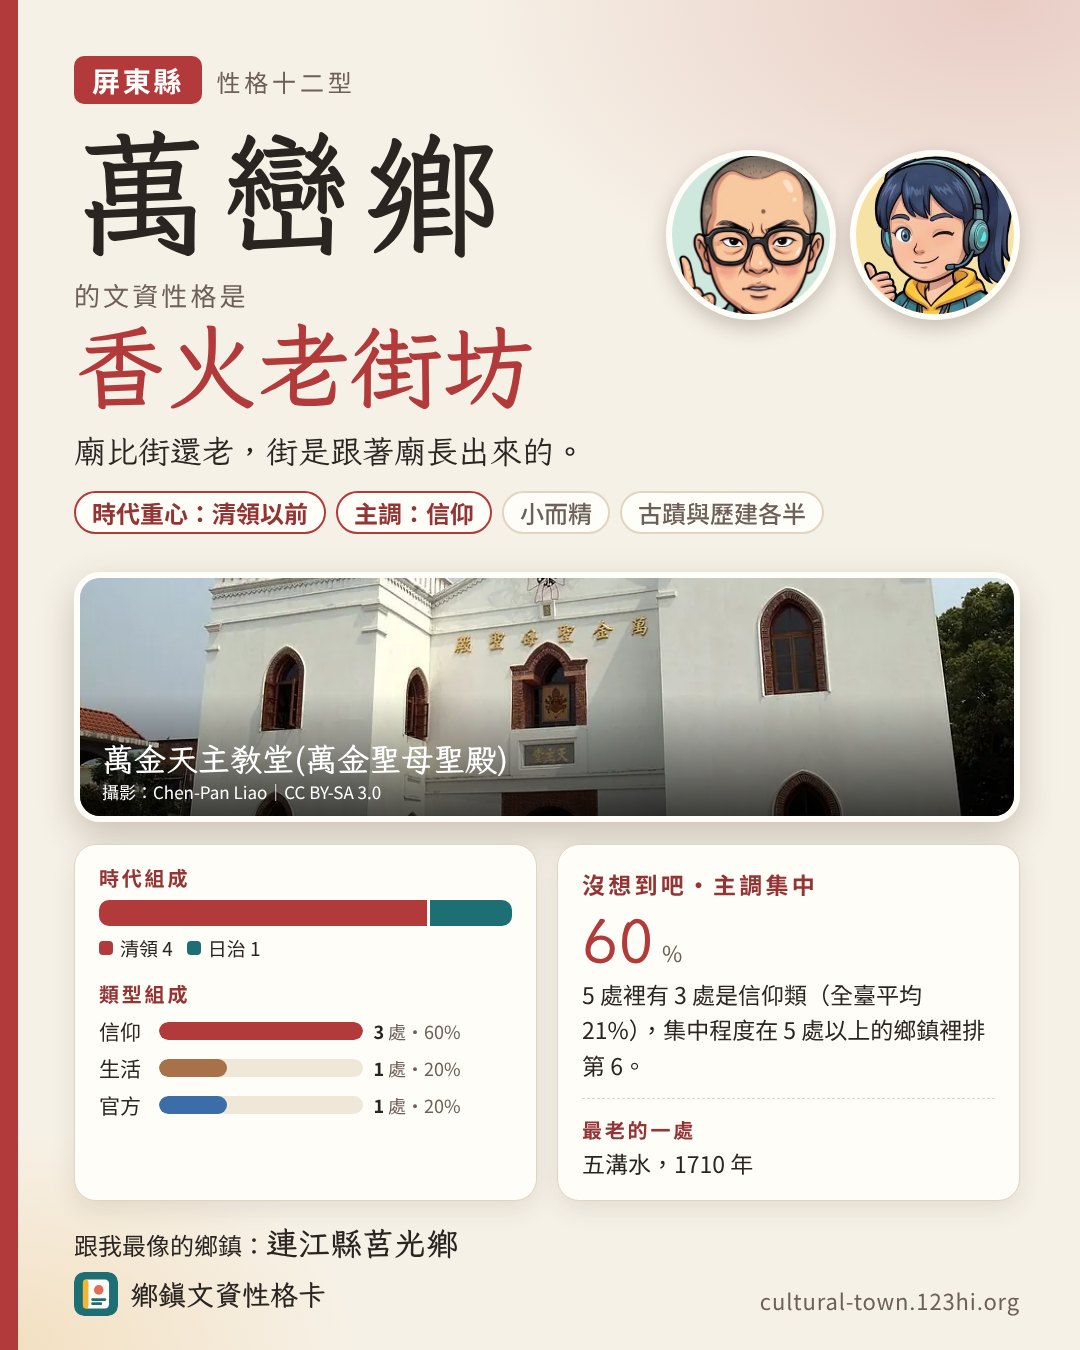 屏東縣 性格十二型
萬巒鄉
的文資性格是
香火老街坊
廟比街還老，街是跟著廟長出來的。
時代重心：清領以前 主調：信仰 小而精 古蹟與歷建各半
殿聖母聖金萬
萬金天主教堂(萬金聖母聖殿)
攝影：Chen-Pan Liao｜CC BY-SA 3.0
時代組成
清領 4 日治 1
類型組成
信仰 3 處・60%
生活 1 處・20%
官方 1 處・20%
沒想到吧・主調集中
60 %
5 處裡有 3 處是信仰類（全臺平均
21%），集中程度在 5 處以上的鄉鎮裡排
第 6。
最老的一處
五溝水，1710 年
跟我最像的鄉鎮：連江縣莒光鄉
鄉鎮文資性格卡
cultural-town.123hi.org